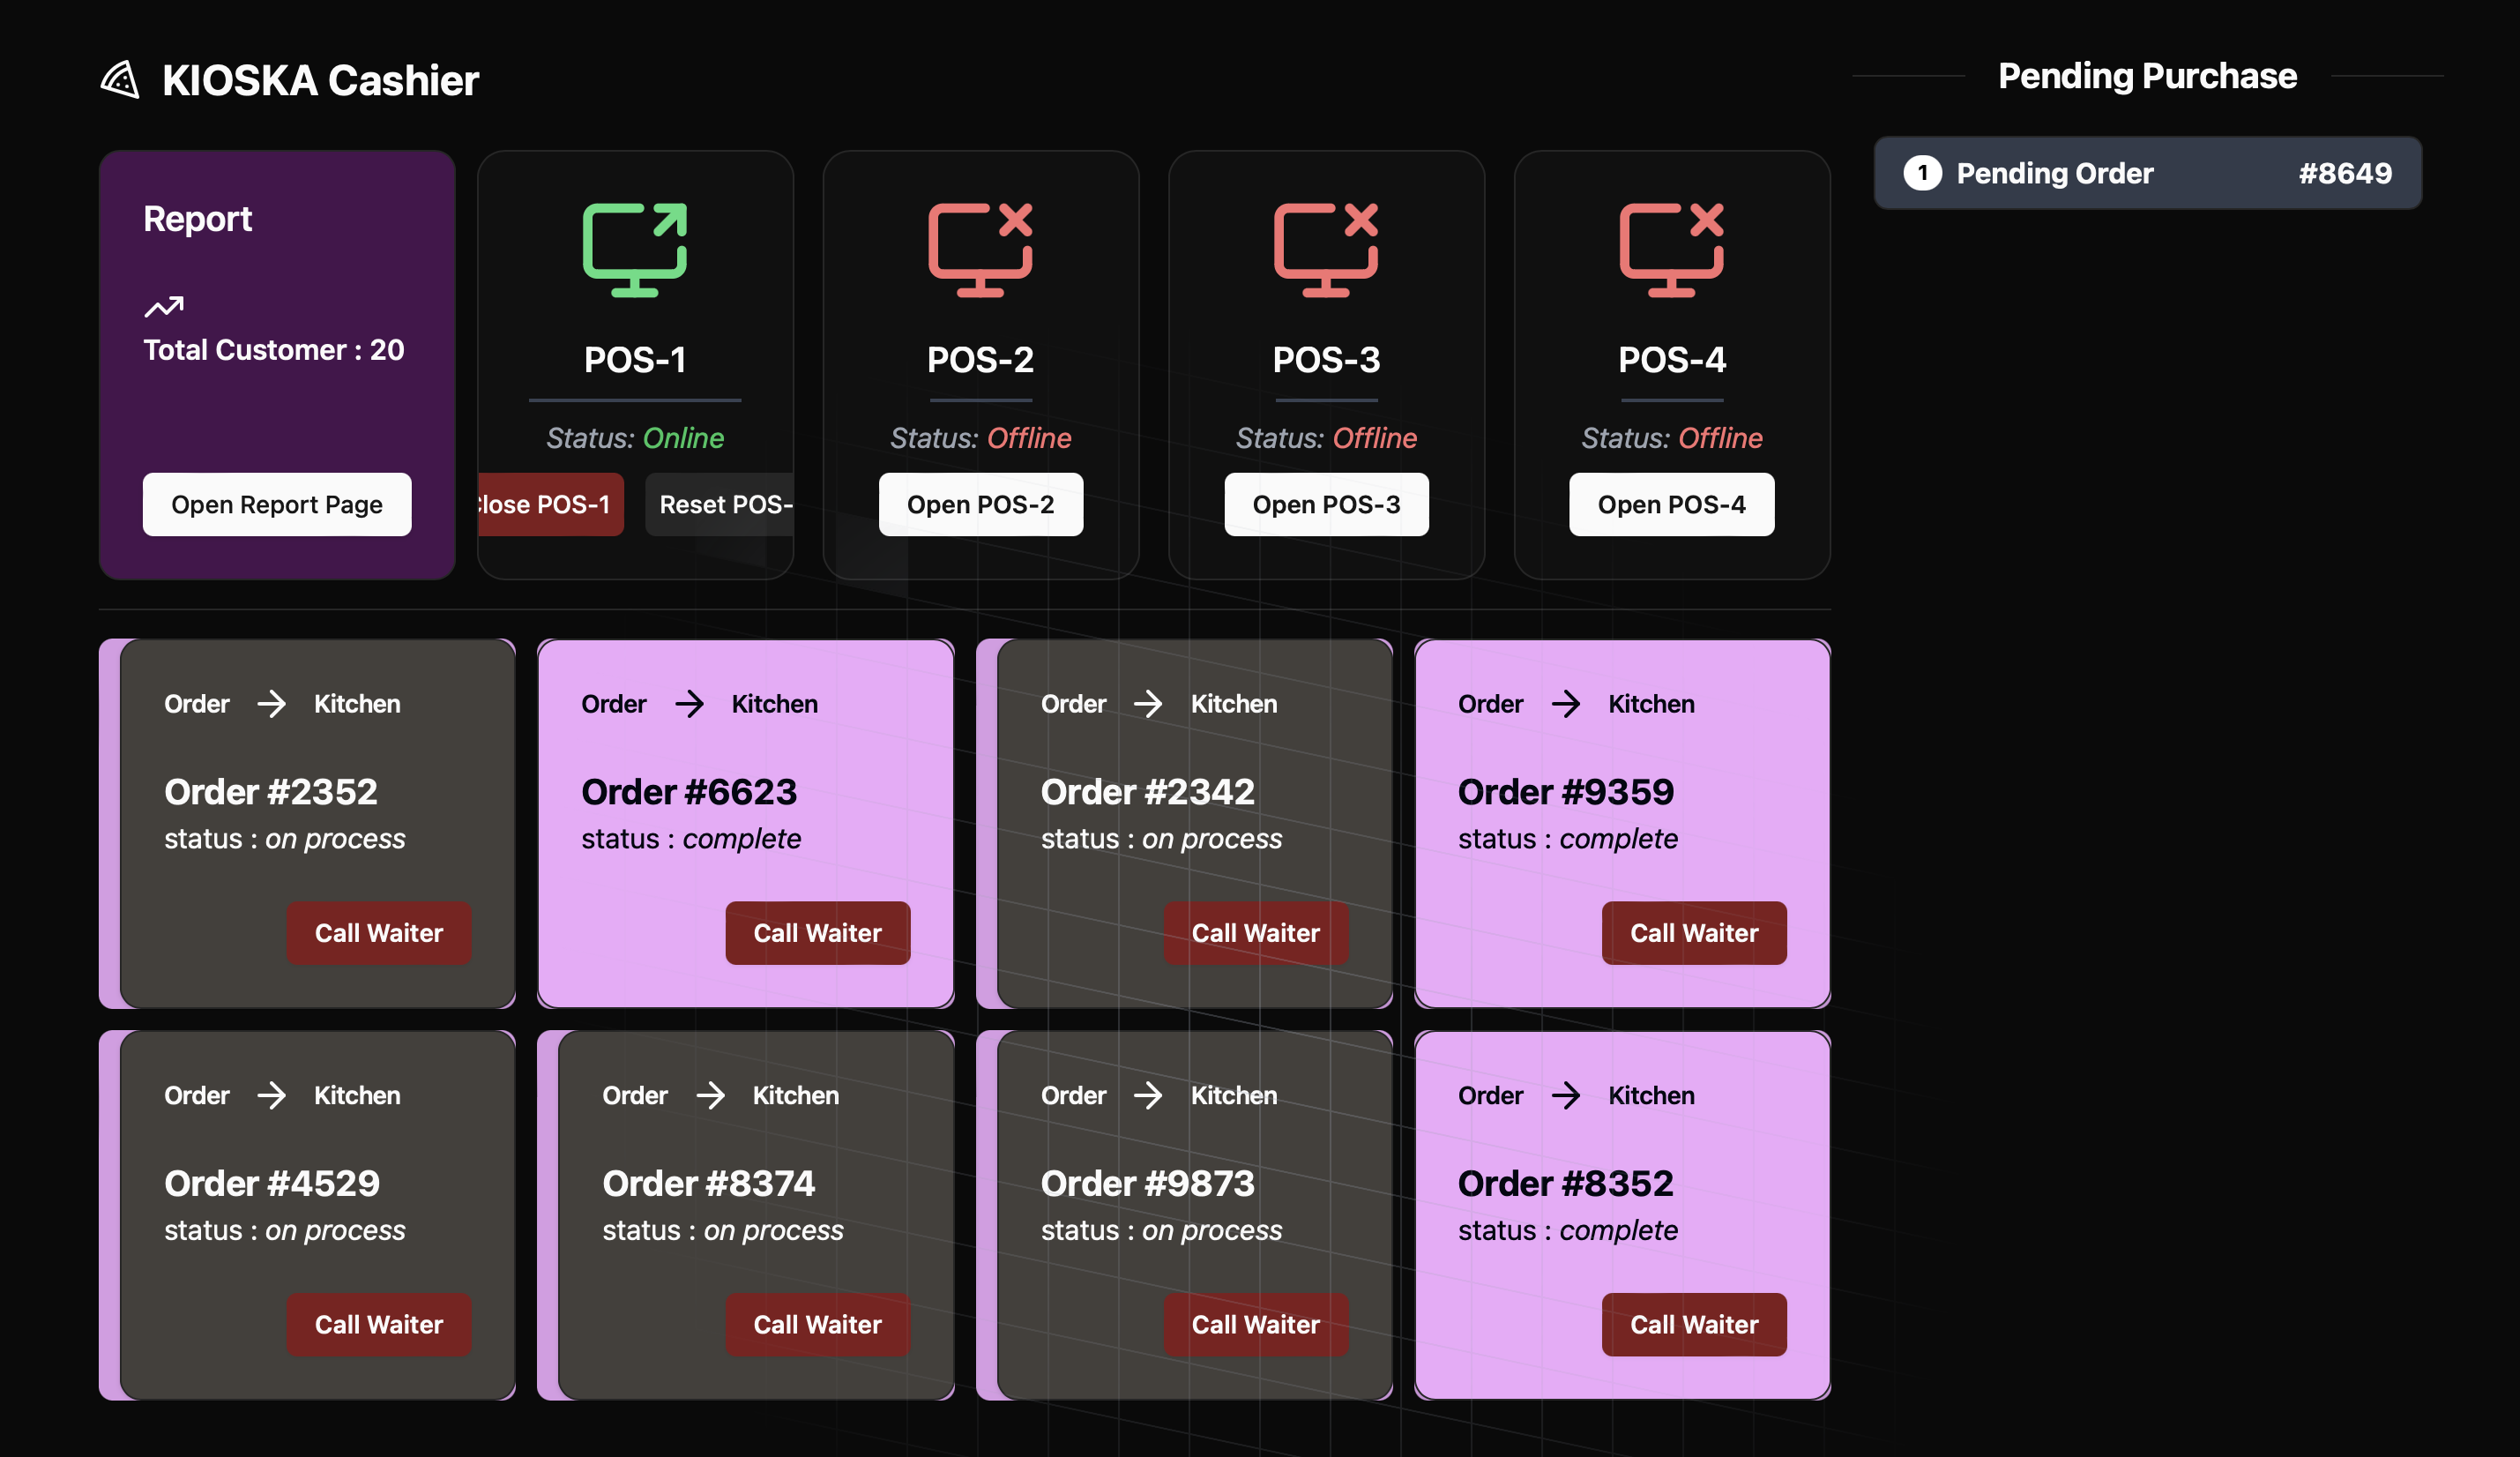 KIOSKA Cashier
Report
Total Customer : 20
Open Report Page
POS-1
Status: Online
Close POS-1
Reset POS-
POS-2
Status: Offline
Open POS-2
POS-3
Status: Offline
Open POS-3
POS-4
Status: Offline
Open POS-4
Order → Kitchen
Order #2352
status : on process
Call Waiter
Order → Kitchen
Order #6623
status : complete
Call Waiter
Order → Kitchen
Order #2342
status : on process
Call Waiter
Order → Kitchen
Order #9359
status : complete
Call Waiter
Order → Kitchen
Order #4529
status : on process
Call Waiter
Order → Kitchen
Order #8374
status : on process
Call Waiter
Order → Kitchen
Order #9873
status : on process
Call Waiter
Order → Kitchen
Order #8352
status : complete
Call Waiter
Pending Purchase
1 Pending Order #8649